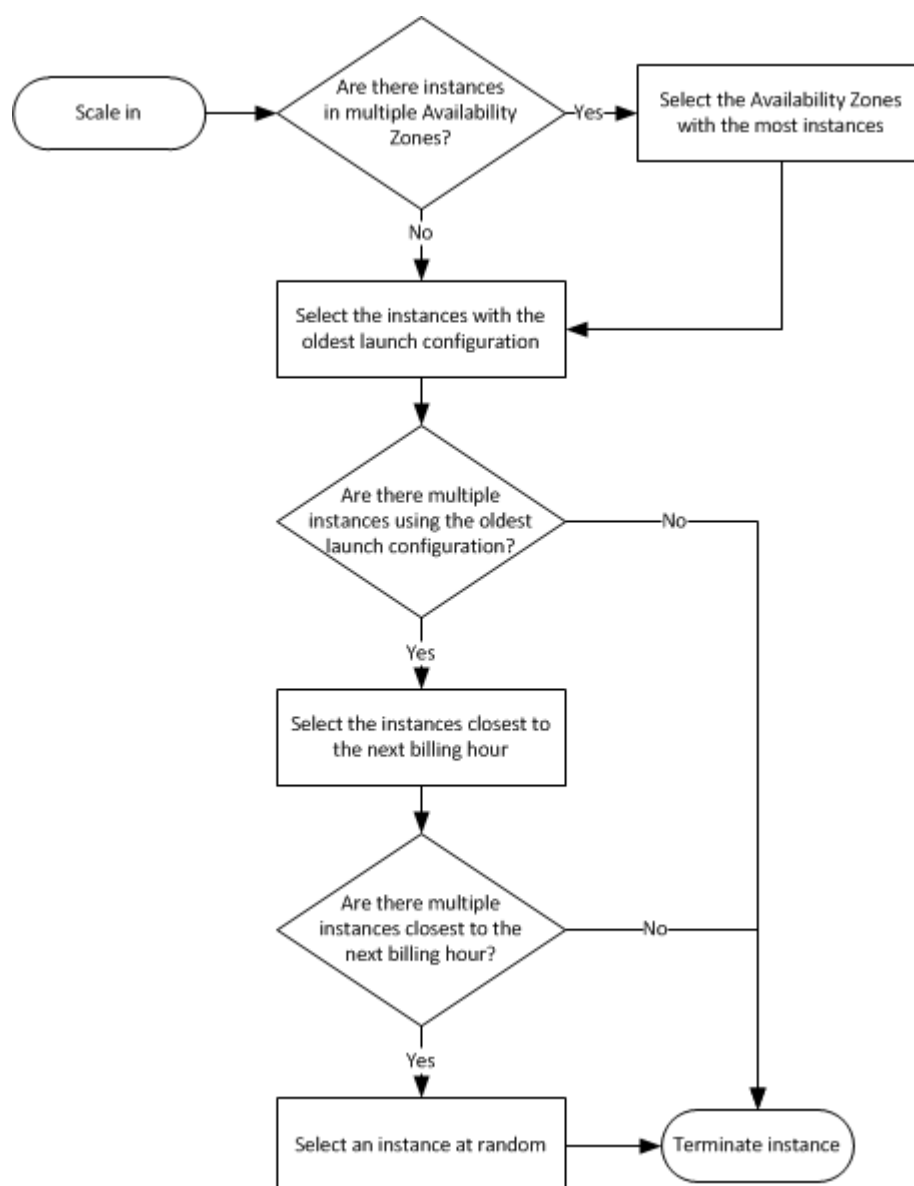 Scale in
Are there instances
in multiple Availability
Zones?
Yes
Select the Availability Zones
with the most instances
No
Select the instances with the
oldest launch configuration
Are there multiple
instances using the oldest
launch configuration?
No
Yes
Select the instances closest to
the next billing hour
Are there multiple
instances closest to the
next billing hour?
No
Yes
Select an instance at random
Terminate instance